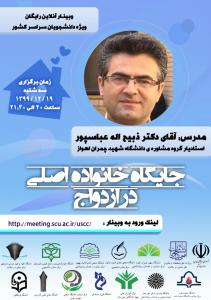 وبینار آنلاین رایگان
ویژه دانشجویان سراسر کشور
زمان برگزاری
سه شنبه
۱۳۹۹/۱۲/۱۹
ساعت ۲۰ الی ۲۱:۳۰
مدرس: آقای دکتر ذبیح اله عباسپور
استادیار گروه مشاوره ی دانشگاه شهید چمران اهواز
جایگاه خانواده اصلی
در ازدواج
لینک ورود به وبینار :
http://meeting.scu.ac.ir/uscc/